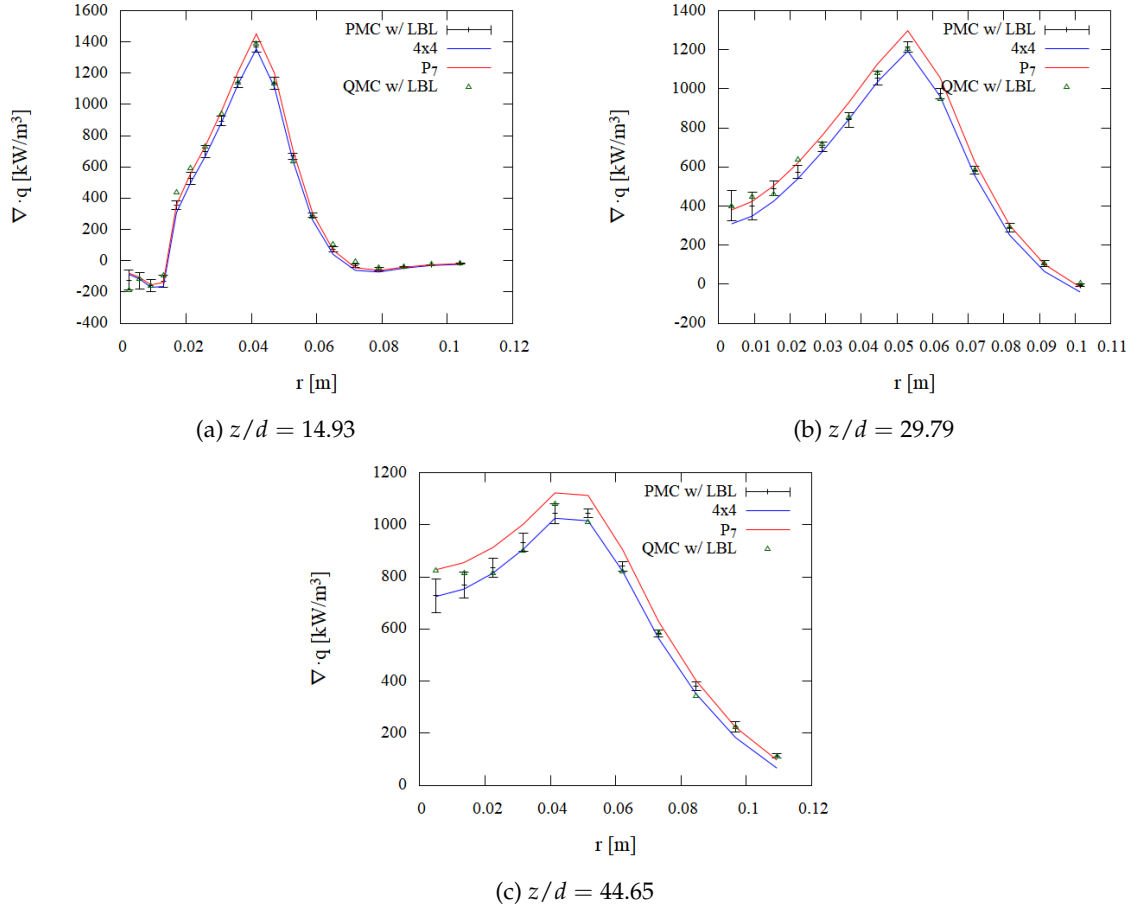 1600
1400
1200
1000
800
600
400
200
0
-200
-400
0 0.02 0.04 0.06 0.08 0.1 0.12
∇·q [kW/m³]
r [m]
PMC w/ LBL
4x4
P₇
QMC w/ LBL
(a) z/d = 14.93
1400
1200
1000
800
600
400
200
0
-200
0 0.01 0.02 0.03 0.04 0.05 0.06 0.07 0.08 0.09 0.1 0.11
∇·q [kW/m³]
r [m]
PMC w/ LBL
4x4
P₇
QMC w/ LBL
(b) z/d = 29.79
1200
1000
800
600
400
200
0
0 0.02 0.04 0.06 0.08 0.1 0.12
∇·q [kW/m³]
r [m]
PMC w/ LBL
4x4
P₇
QMC w/ LBL
(c) z/d = 44.65